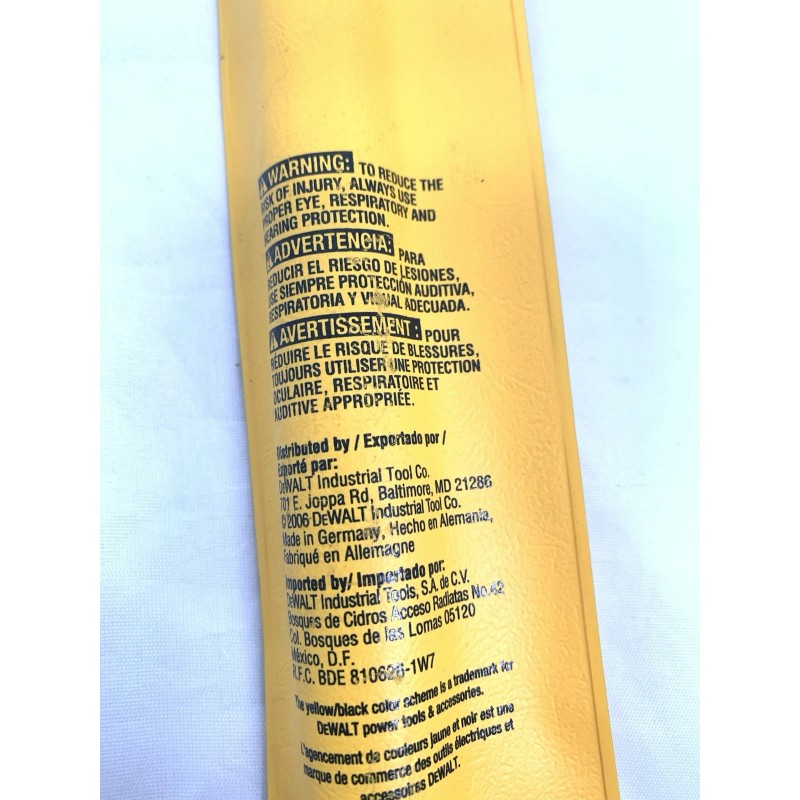 ⚠ WARNING: TO REDUCE THE
RISK OF INJURY, ALWAYS USE
PROPER EYE, RESPIRATORY AND
HEARING PROTECTION.
⚠ ADVERTENCIA: PARA
REDUCIR EL RIESGO DE LESIONES,
USE SIEMPRE PROTECCIÓN AUDITIVA,
RESPIRATORIA Y VISUAL ADECUADA.
⚠ AVERTISSEMENT : POUR
RÉDUIRE LE RISQUE DE BLESSURES,
TOUJOURS UTILISER UNE PROTECTION
OCULAIRE, RESPIRATOIRE ET
AUDITIVE APPROPRIÉE.
Distributed by / Exportado por /
Exporté par:
DEWALT Industrial Tool Co.
701 E. Joppa Rd, Baltimore, MD 21286
©2006 DEWALT Industrial Tool Co.
Made in Germany, Hecho en Alemania,
Fabriqué en Allemagne
Imported by/ Importado por:
DEWALT Industrial Tools, S.A. de C.V.
Bosques de Cidros Acceso Radiatas No.42
Col. Bosques de las Lomas 05120
México, D.F.
R.F.C. BDE 810626-1W7
The yellow/black color scheme is a trademark for
DEWALT power tools & accessories.
L'agencement de couleurs jaune et noir est une
marque de commerce des outils électriques et
accessoires DEWALT.